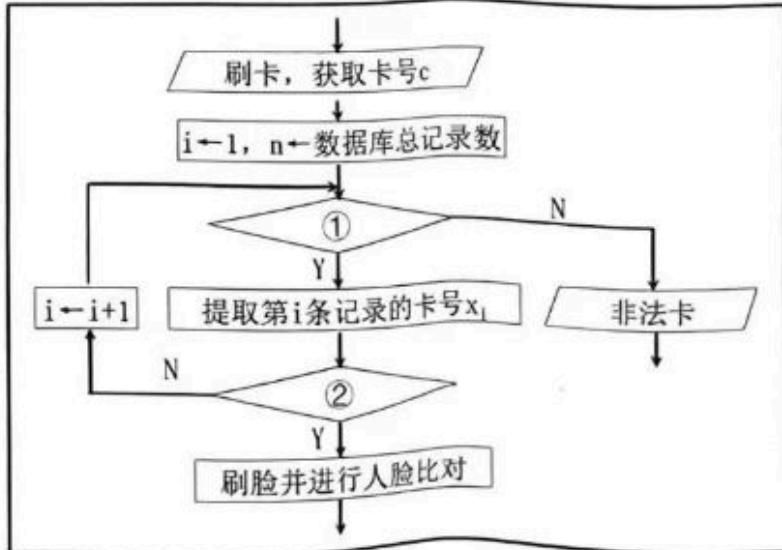 刷卡，获取卡号c
i←1，n←数据库总记录数
①
N
Y
i←i+1
提取第i条记录的卡号xi
非法卡
N
②
Y
刷脸并进行人脸比对